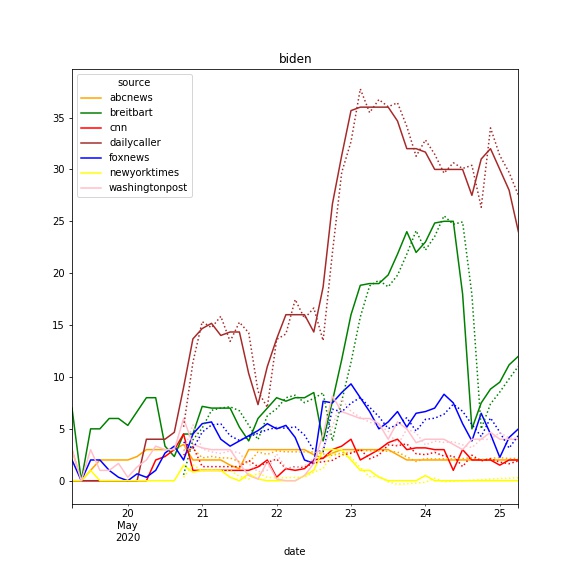 biden
source
abcnews
breitbart
cnn
dailycaller
foxnews
newyorktimes
washingtonpost
35
30
25
20
15
10
5
0
20 21 22 23 24 25
May
2020
date